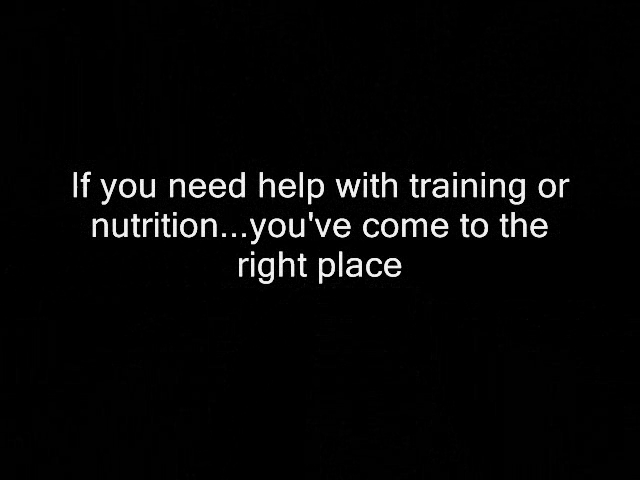 If you need help with training or
nutrition...you've come to the
right place